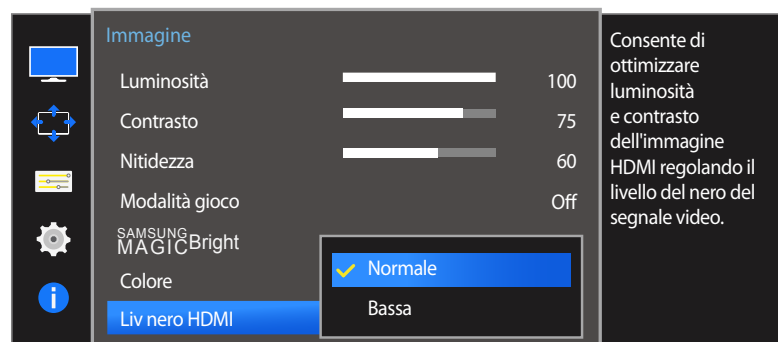 Immagine
Luminosità 100
Contrasto 75
Nitidezza 60
Modalità gioco Off
SAMSUNG
MAGICBright
Colore
Liv nero HDMI
Normale
Bassa
Consente di
ottimizzare
luminosità
e contrasto
dell'immagine
HDMI regolando il
livello del nero del
segnale video.